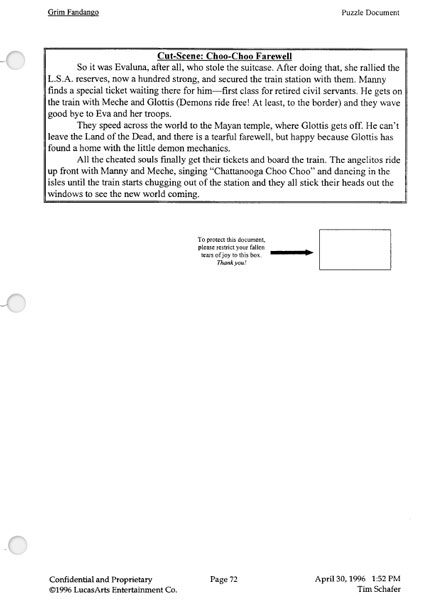 Grim Fandango Puzzle Document
Cut-Scene: Choo-Choo Farewell
So it was Evaluna, after all, who stole the suitcase. After doing that, she rallied the
L.S.A. reserves, now a hundred strong, and secured the train station with them. Manny
finds a special ticket waiting there for him—first class for retired civil servants. He gets on
the train with Meche and Glottis (Demons ride free! At least, to the border) and they wave
good bye to Eva and her troops.
They speed across the world to the Mayan temple, where Glottis gets off. He can't
leave the Land of the Dead, and there is a tearful farewell, but happy because Glottis has
found a home with the little demon mechanics.
All the cheated souls finally get their tickets and board the train. The angelitos ride
up front with Manny and Meche, singing "Chattanooga Choo Choo" and dancing in the
isles until the train starts chugging out of the station and they all stick their heads out the
windows to see the new world coming.
To protect this document,
please restrict your fallen
tears of joy to this box.
Thank you!
Confidential and Proprietary Page 72 April 30, 1996 1:52 PM
©1996 LucasArts Entertainment Co. Tim Schafer